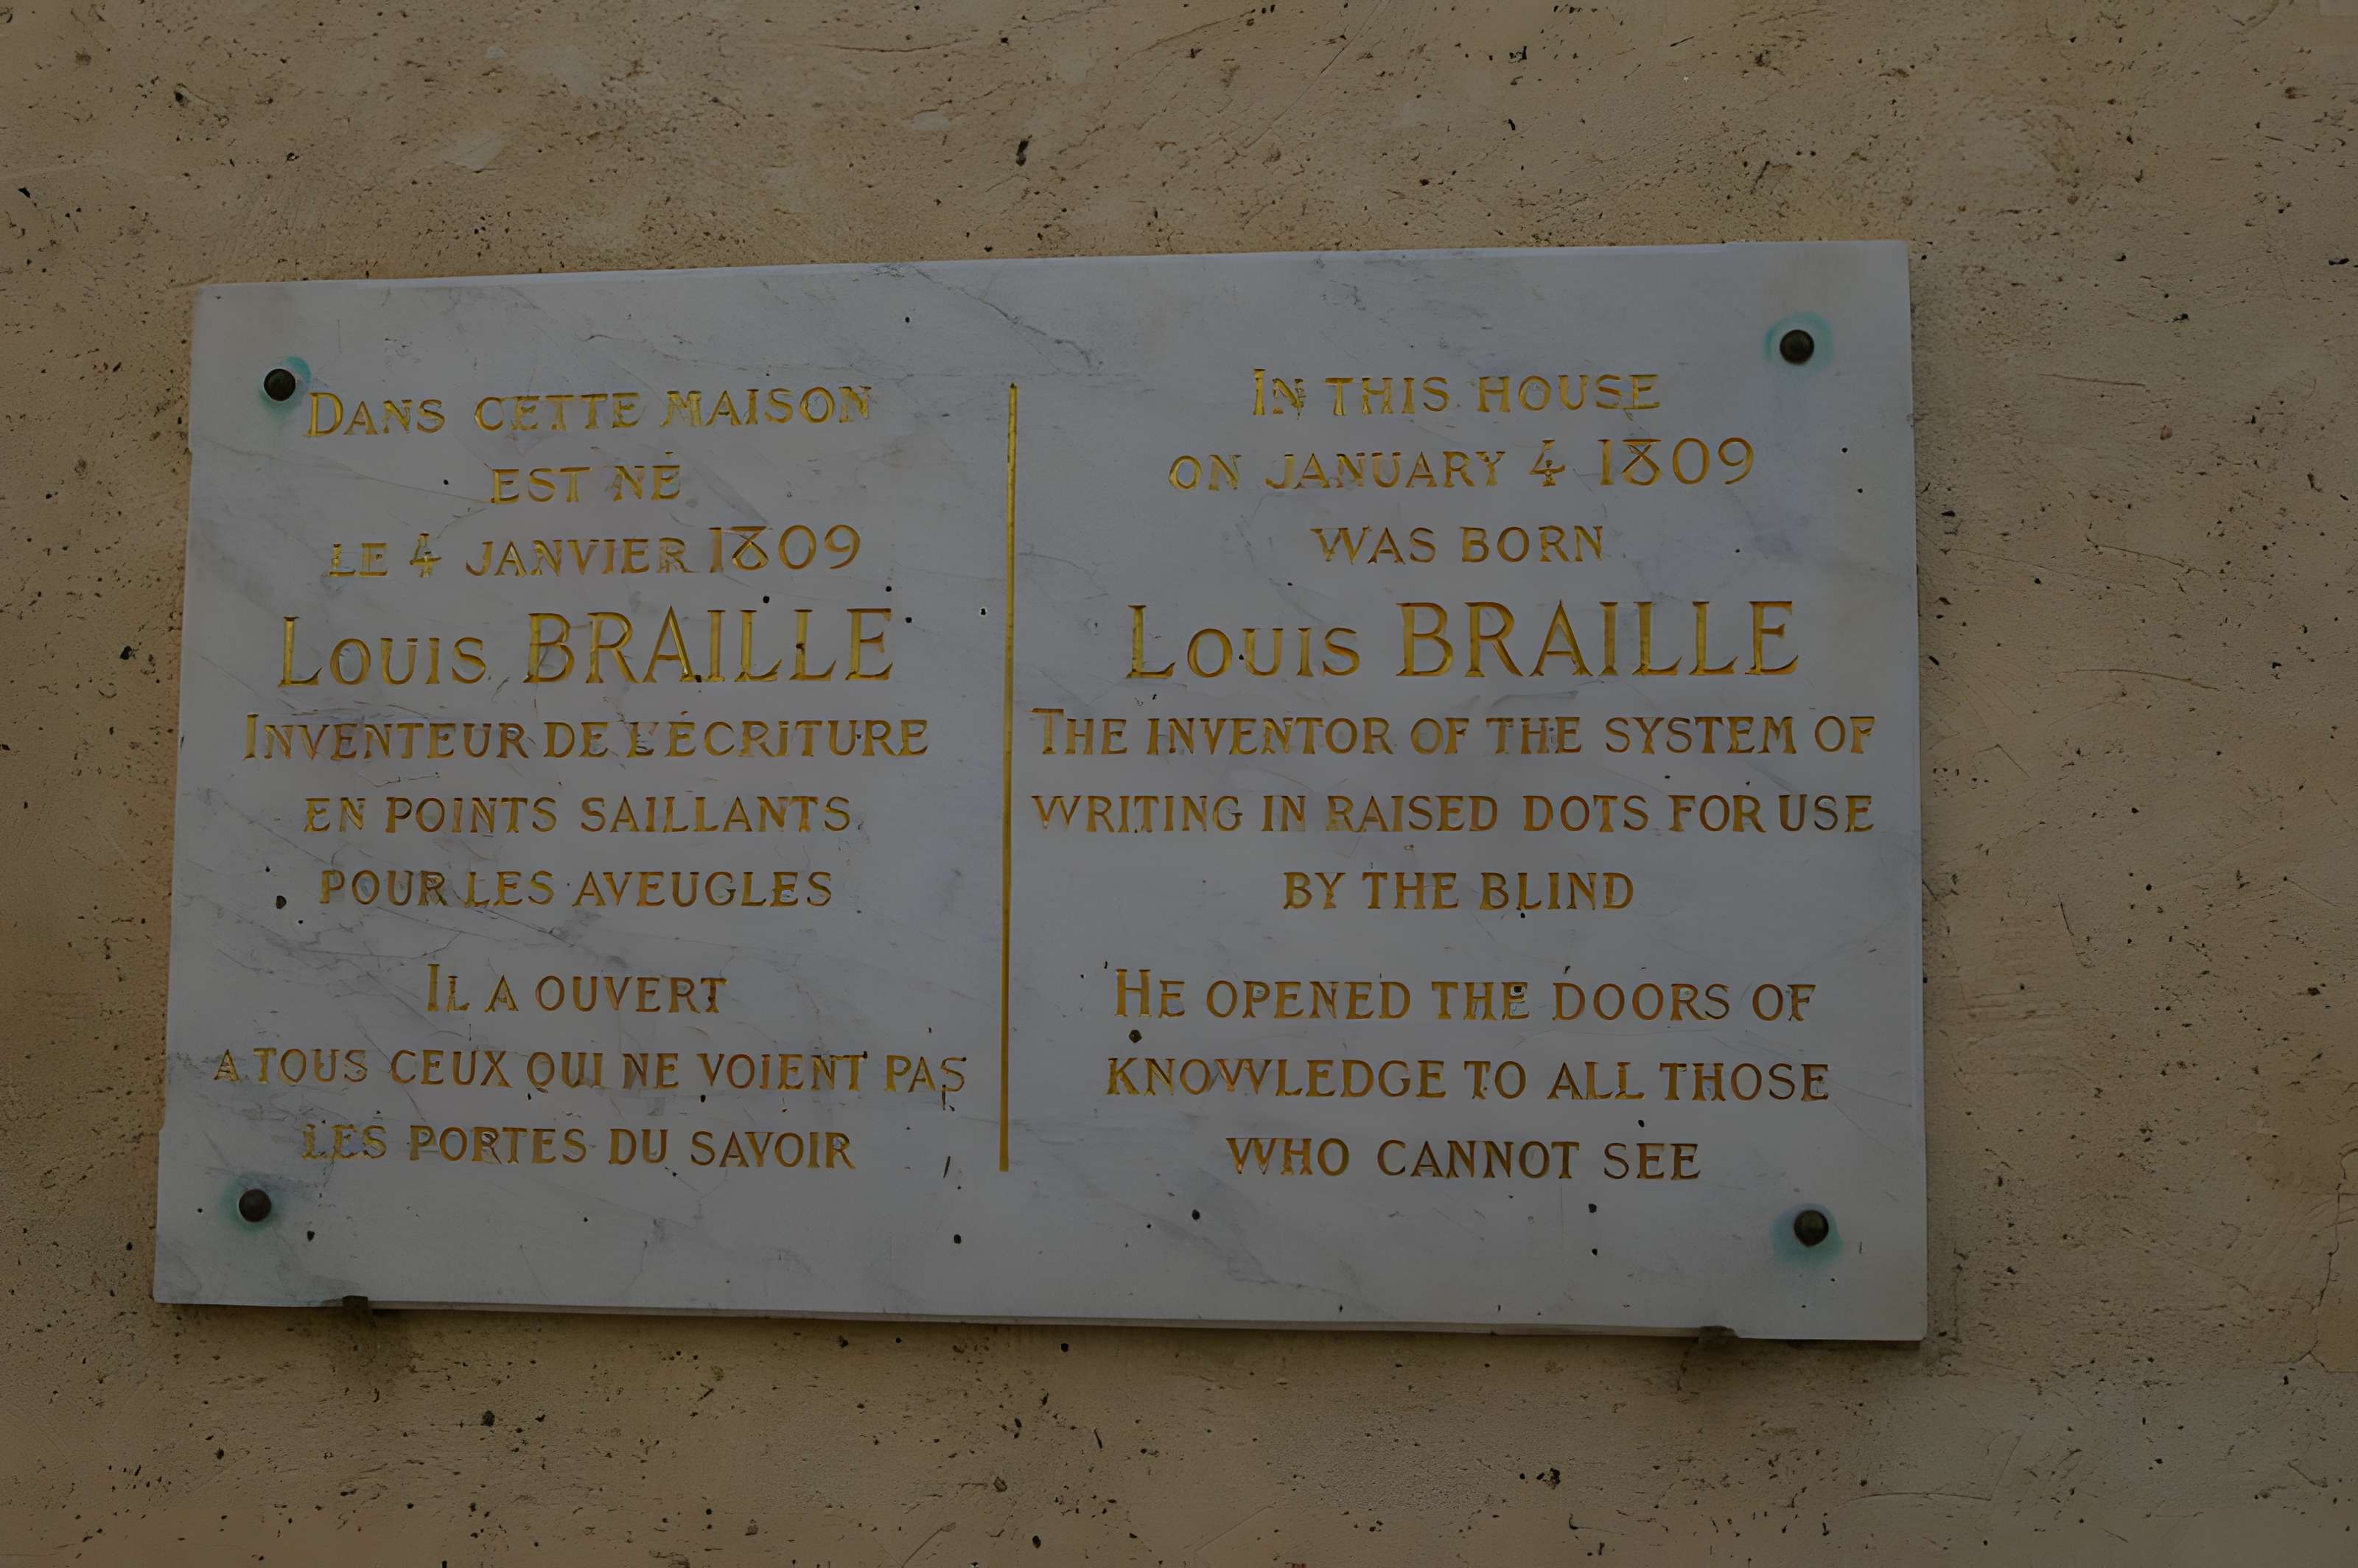 DANS CETTE MAISON
EST NÉ
LE 4 JANVIER 1809
LOUIS BRAILLE
INVENTEUR DE L'ÉCRITURE
EN POINTS SAILLANTS
POUR LES AVEUGLES
IL A OUVERT
A TOUS CEUX QUI NE VOIENT PAS
LES PORTES DU SAVOIR
IN THIS HOUSE
ON JANUARY 4 1809
WAS BORN
LOUIS BRAILLE
THE INVENTOR OF THE SYSTEM OF
WRITING IN RAISED DOTS FOR USE
BY THE BLIND
HE OPENED THE DOORS OF
KNOWLEDGE TO ALL THOSE
WHO CANNOT SEE